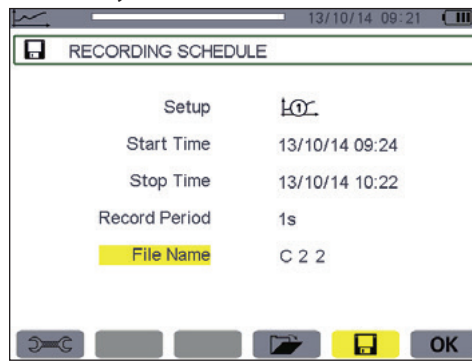 13/10/14 09:21
RECORDING SCHEDULE
Setup 1
Start Time 13/10/14 09:24
Stop Time 13/10/14 10:22
Record Period 1s
File Name C 2 2
OK